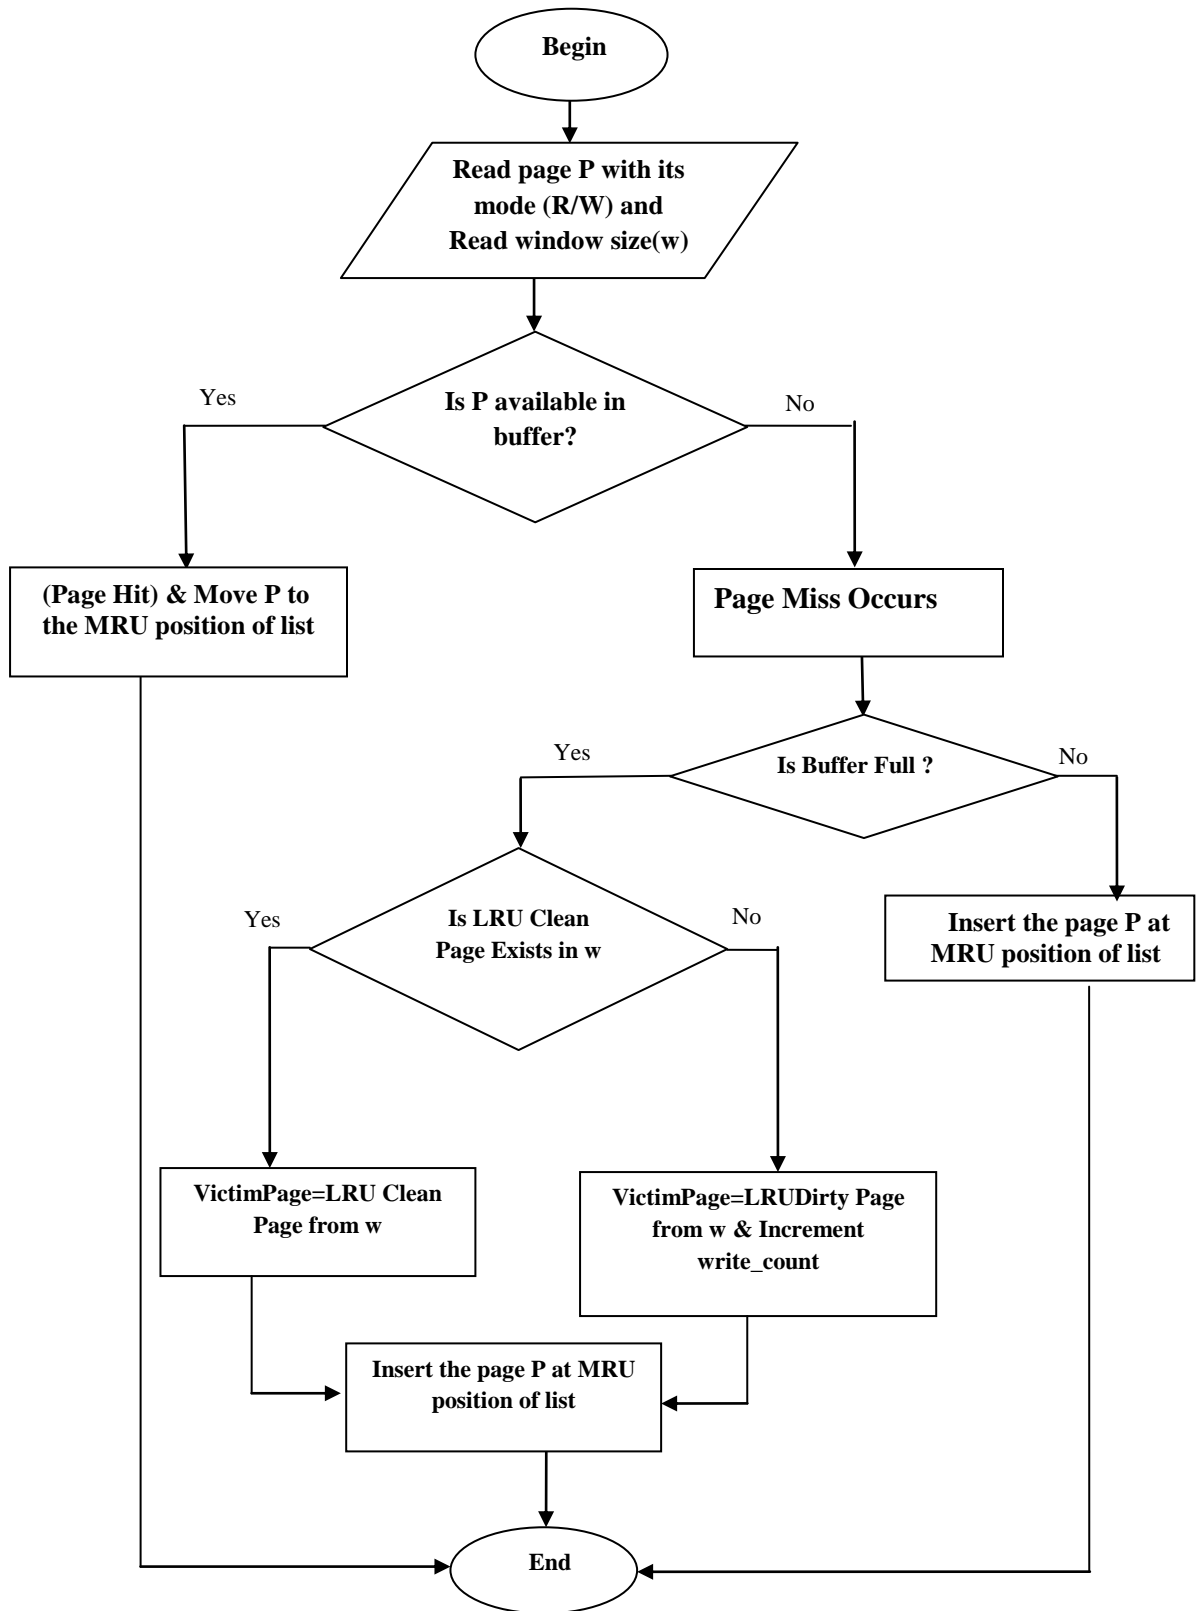 Begin
Read page P with its
mode (R/W) and
Read window size(w)
Yes
Is P available in
buffer?
No
(Page Hit) & Move P to
the MRU position of list
Page Miss Occurs
Yes
Is Buffer Full ?
No
Yes
Is LRU Clean
Page Exists in w
No
Insert the page P at
MRU position of list
VictimPage=LRU Clean
Page from w
VictimPage=LRUDirty Page
from w & Increment
write_count
Insert the page P at MRU
position of list
End